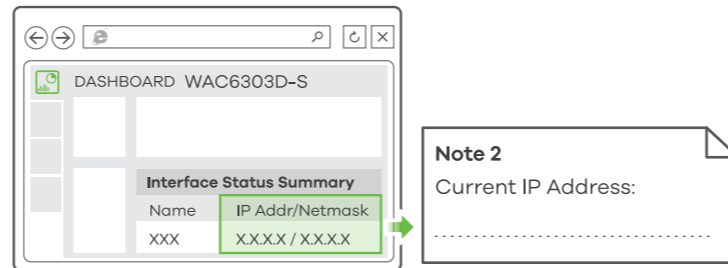 DASHBOARD WAC6303D-S
Interface Status Summary
Name IP Addr/Netmask
XXX X.X.X.X / X.X.X.X
Note 2
Current IP Address: